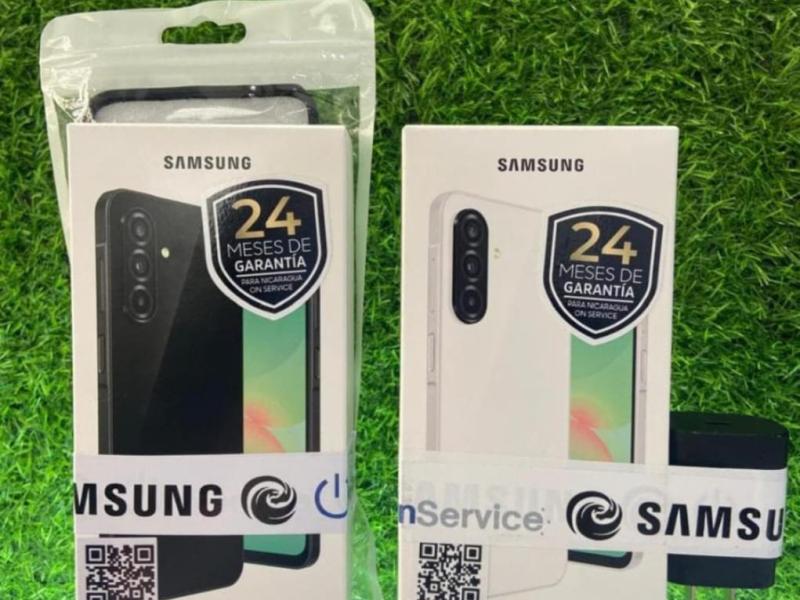 SAMSUNG
24
MESES DE
GARANTÍA
PARA NICARAGUA
ON SERVICE
MSUNG
SAMSUNG
24
MESES DE
GARANTÍA
PARA NICARAGUA
ON SERVICE
nService
SAMSU